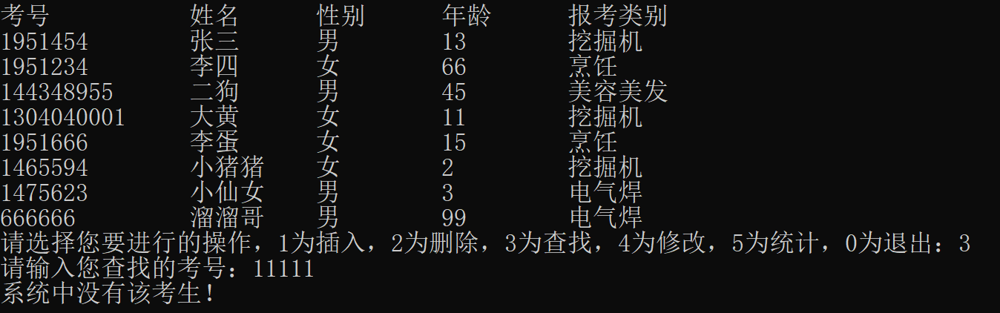 考号 姓名 性别 年龄 报考类别
1951454 张三 男 13 挖掘机
1951234 李四 女 66 烹饪
144348955 二狗 男 45 美容美发
1304040001 大黄 女 11 挖掘机
1951666 李蛋 女 15 烹饪
1465594 小猪猪 女 2 挖掘机
1475623 小仙女 男 3 电气焊
666666 溜溜哥 男 99 电气焊
请选择您要进行的操作，1为插入，2为删除，3为查找，4为修改，5为统计，0为退出：3
请输入您查找的考号：11111
系统中没有该考生！